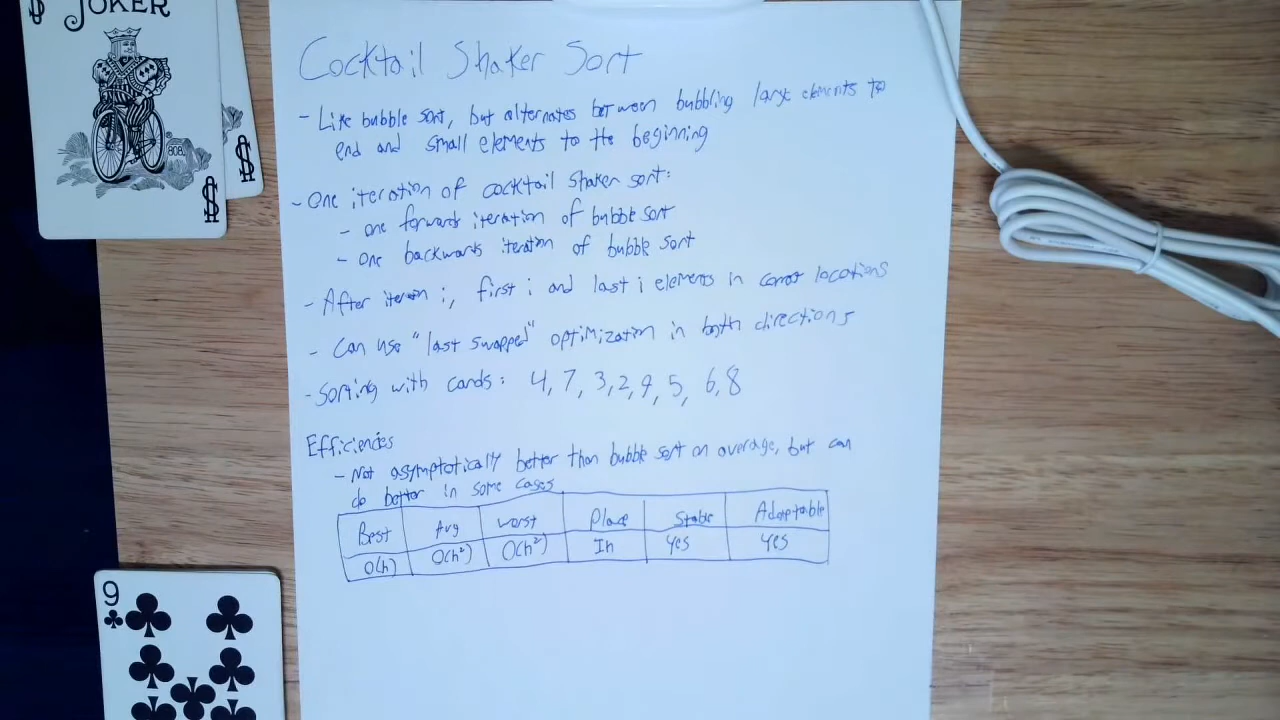 JOKER
$
808
$
$
Cocktail Shaker Sort
- Like bubble sort, but alternates between bubbling large elements to
end and small elements to the beginning
- One iteration of cocktail shaker sort:
- one forwards iteration of bubble sort
- one backwards iteration of bubble sort
- After iteration i, first i and last i elements in correct locations
- Can use "last swapped" optimization in both directions
- Sorting with cards: 4, 7, 3, 2, 9, 5, 6, 8
Efficiencies
- Not asymptotically better than bubble sort on average, but can
do better in some cases
Best Avg Worst Place Stable Adaptable
O(n) O(n²) O(n²) In Yes Yes
9